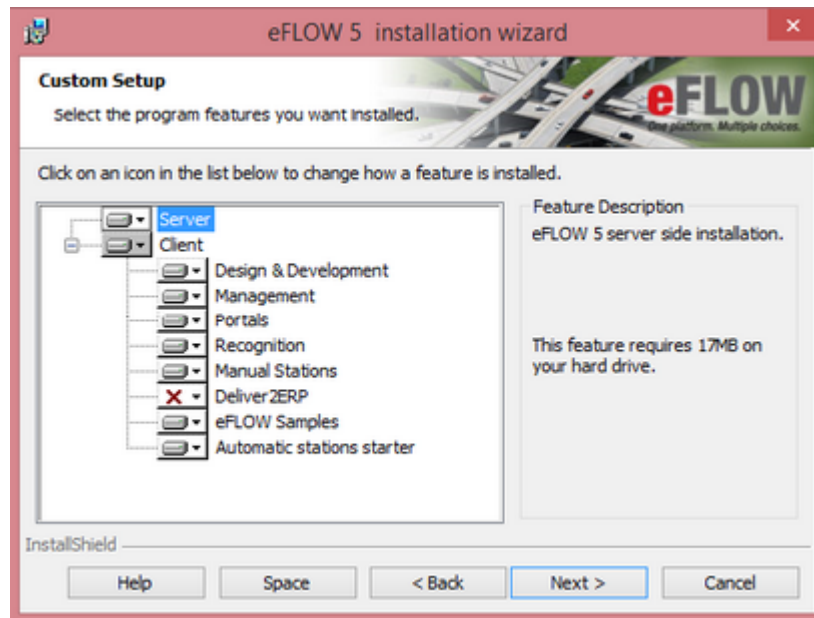 eFLOW 5 installation wizard
Custom Setup
Select the program features you want installed.
eFLOW
One platform. Multiple choices.
Click on an icon in the list below to change how a feature is installed.
Server
Client
Design & Development
Management
Portals
Recognition
Manual Stations
Deliver2ERP
eFLOW Samples
Automatic stations starter
Feature Description
eFLOW 5 server side installation.
This feature requires 17MB on
your hard drive.
InstallShield
Help
Space
< Back
Next >
Cancel